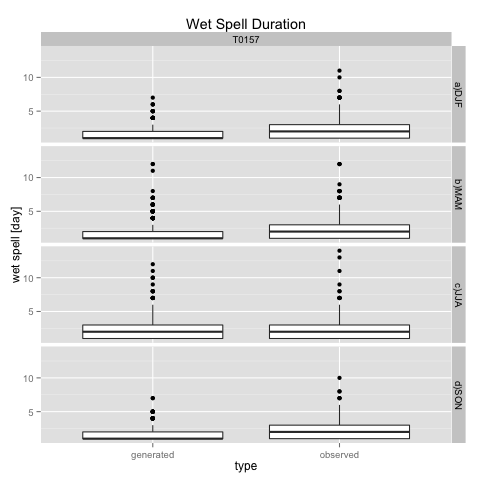 Wet Spell Duration
T0157
wet spell [day]
10
5
a)DJF
10
5
b)MAM
10
5
c)JJA
10
5
d)SON
generated
observed
type